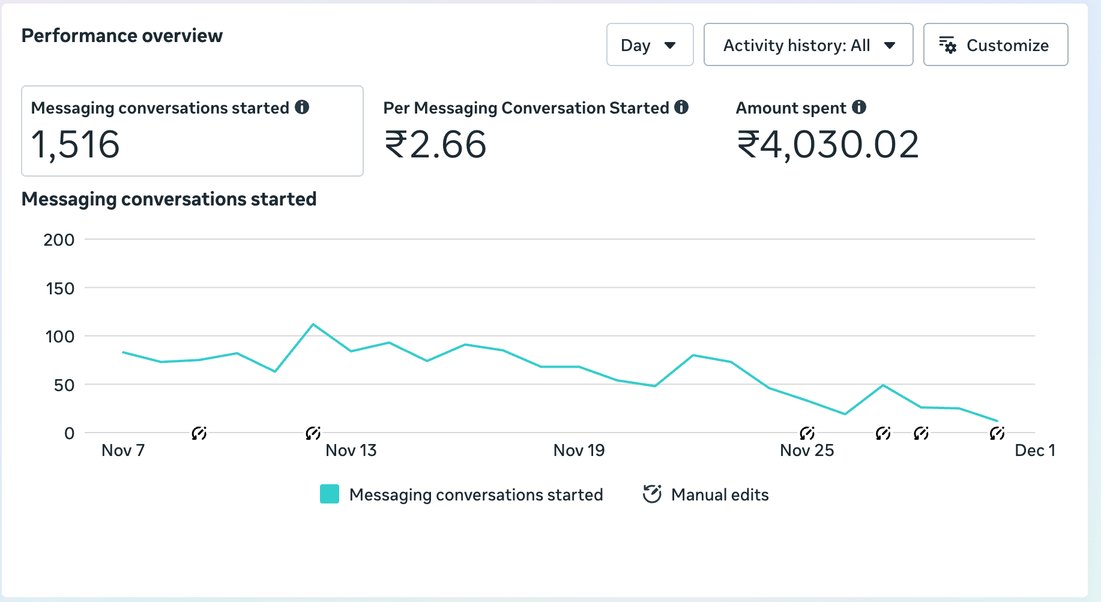 Performance overview
Day
Activity history: All
Customize
Messaging conversations started
1,516
Per Messaging Conversation Started
₹2.66
Amount spent
₹4,030.02
Messaging conversations started
200
150
100
50
0
Nov 7
Nov 13
Nov 19
Nov 25
Dec 1
Messaging conversations started
Manual edits